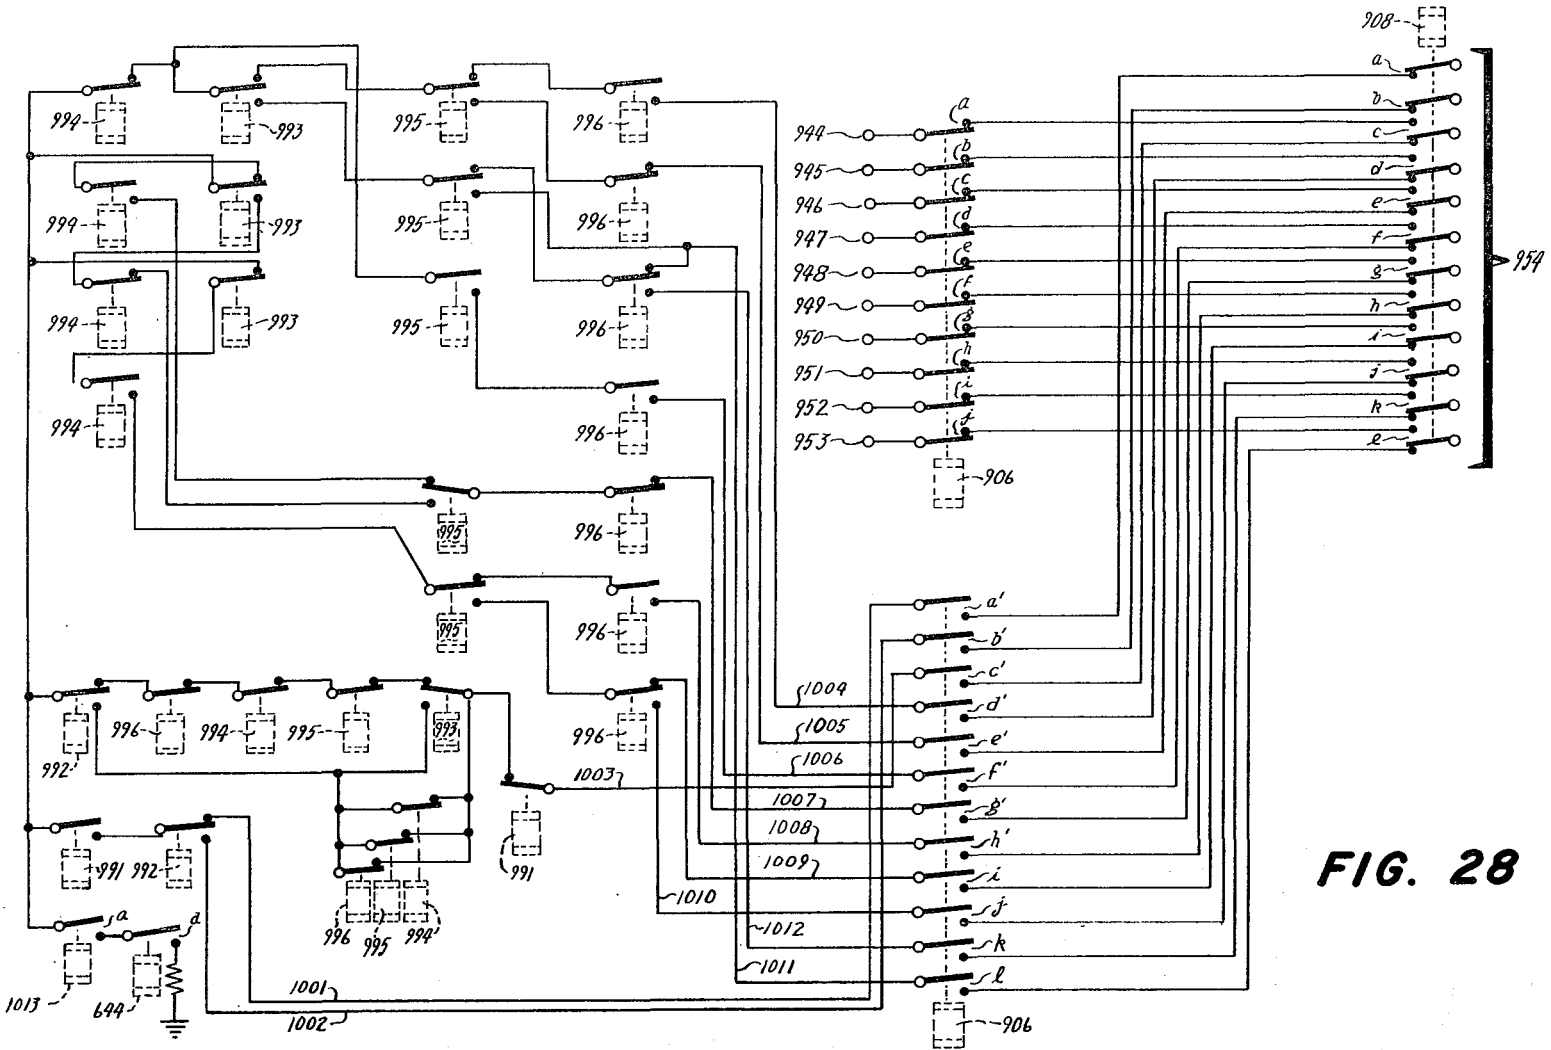 908
a
994
993
995
996
a
944
b
b
945
c
c
946
d
d
994
993
995
996
947
e
e
948
f
f
954
949
g
g
994
993
995
996
950
h
h
951
i
i
952
j
j
994
996
953
k
l
906
995
996
a'
995
996
b'
c'
1004
d'
992
996
994
995
993
996
1005
e'
1006
f'
1003
1007
g'
1008
h'
991
992
991
1009
i
1010
j
a
d
996
995
994
1012
k
1011
l
1013
644
1001
1002
906
FIG. 28